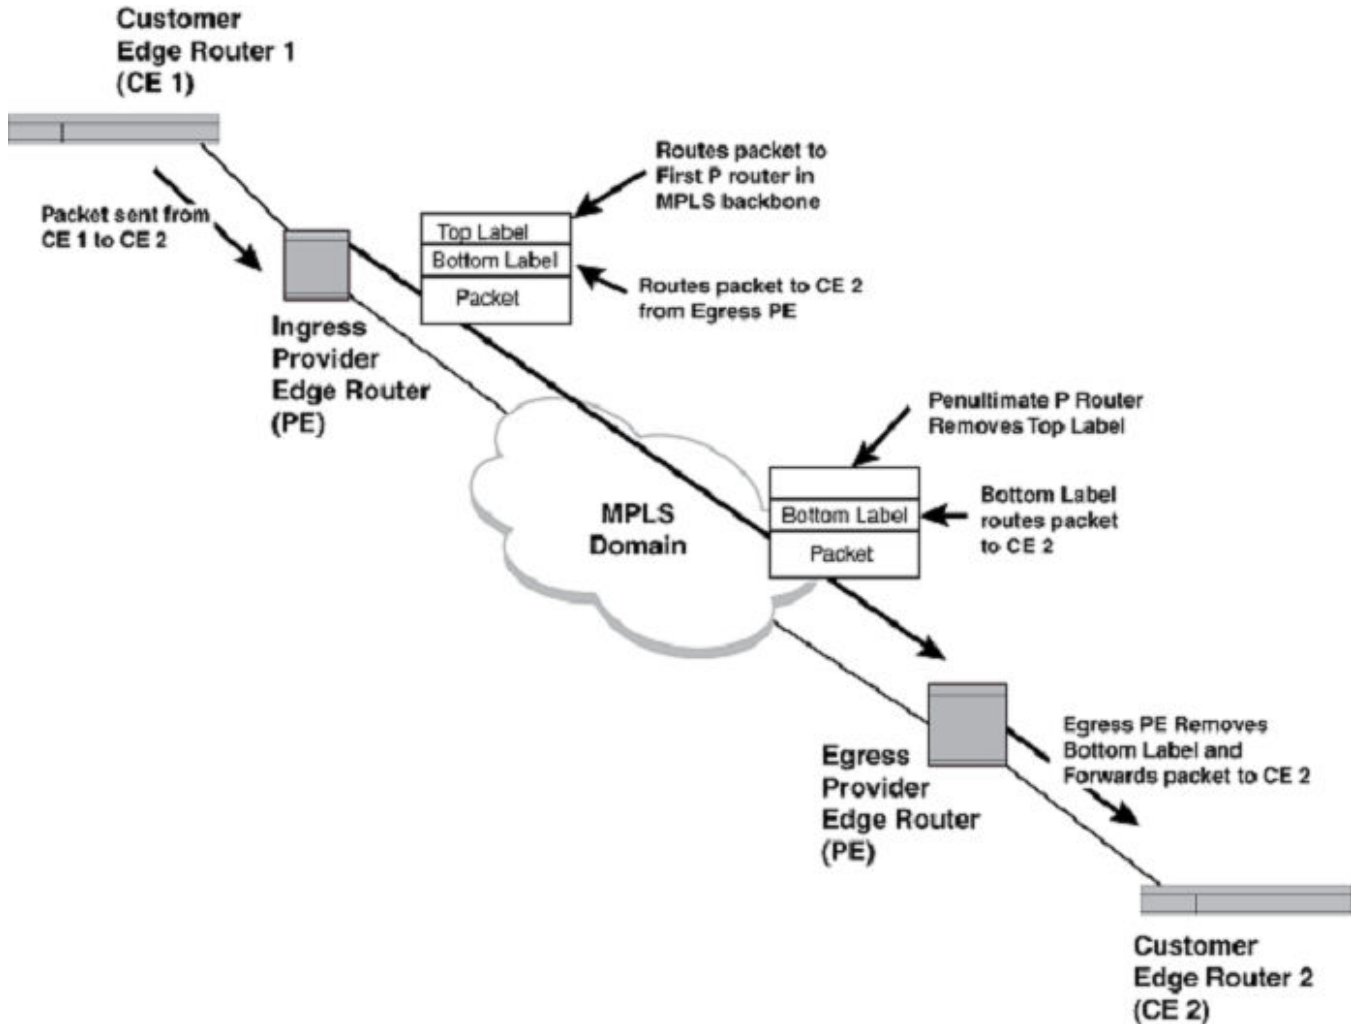 Customer
Edge Router 1
(CE 1)
Packet sent from
CE 1 to CE 2
Routes packet to
First P router in
MPLS backbone
Top Label
Bottom Label
Packet
Routes packet to CE 2
from Egress PE
Ingress
Provider
Edge Router
(PE)
Penultimate P Router
Removes Top Label
MPLS
Domain
Bottom Label
Packet
Bottom Label
routes packet
to CE 2
Egress
Provider
Edge Router
(PE)
Egress PE Removes
Bottom Label and
Forwards packet to CE 2
Customer
Edge Router 2
(CE 2)